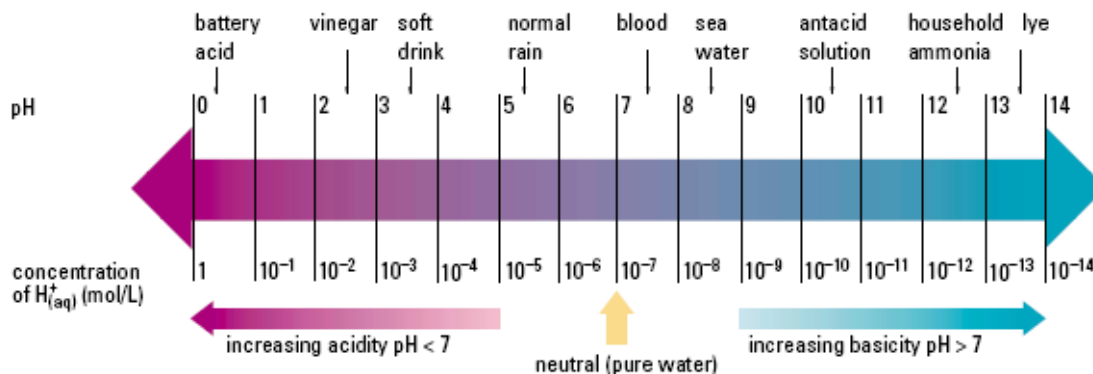 battery acid
vinegar
soft drink
normal rain
blood
sea water
antacid solution
household ammonia
lye
pH
0 1 2 3 4 5 6 7 8 9 10 11 12 13 14
concentration of H⁺(aq) (mol/L)
1 10⁻¹ 10⁻² 10⁻³ 10⁻⁴ 10⁻⁵ 10⁻⁶ 10⁻⁷ 10⁻⁸ 10⁻⁹ 10⁻¹⁰ 10⁻¹¹ 10⁻¹² 10⁻¹³ 10⁻¹⁴
increasing acidity pH < 7
neutral (pure water)
increasing basicity pH > 7